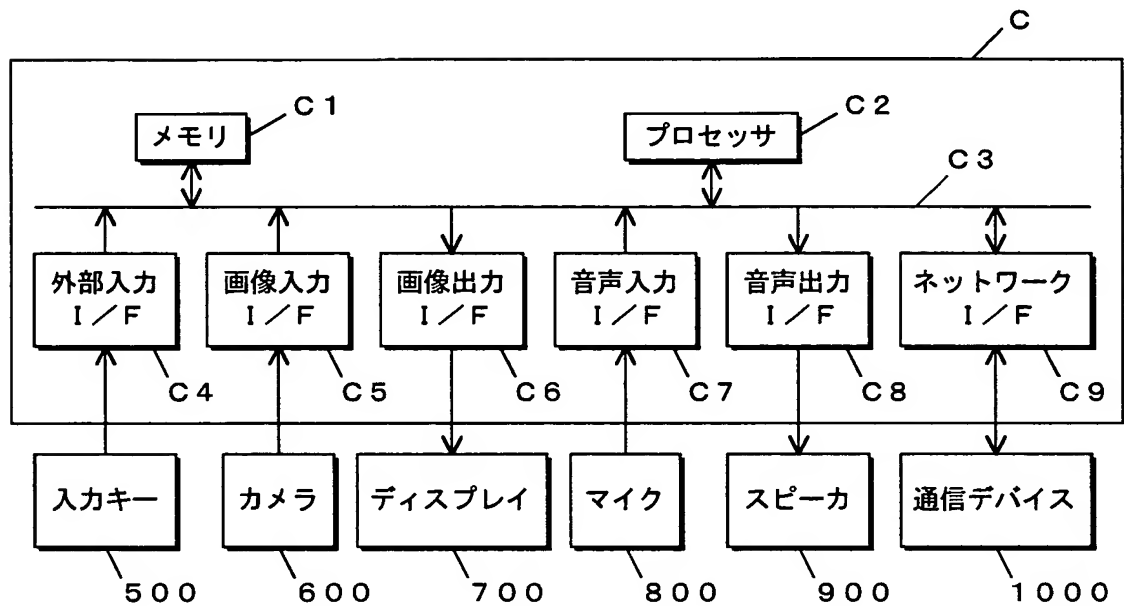 C
メモリ
C1
プロセッサ
C2
C3
外部入力
I/F
画像入力
I/F
画像出力
I/F
音声入力
I/F
音声出力
I/F
ネットワーク
I/F
C4
C5
C6
C7
C8
C9
入力キー
カメラ
ディスプレイ
マイク
スピーカ
通信デバイス
500
600
700
800
900
1000